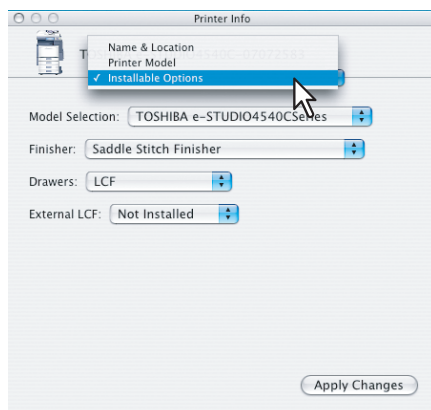 Printer Info
Name & Location
Printer Model
✓ Installable Options
Model Selection: TOSHIBA e-STUDIO4540CSeries
Finisher: Saddle Stitch Finisher
Drawers: LCF
External LCF: Not Installed
Apply Changes